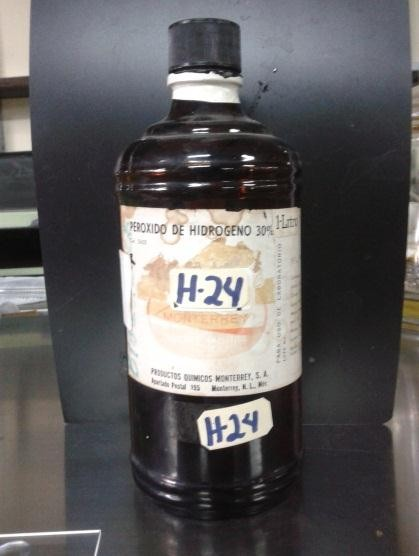 PEROXIDO DE HIDROGENO 30%
1-Litro
H-24
MONTERREY
PARA USO DE LABORATORIO
PRODUCTOS QUIMICOS MONTERREY, S. A.
Apartado Postal 195 Monterrey, N. L., Mex.
H-24